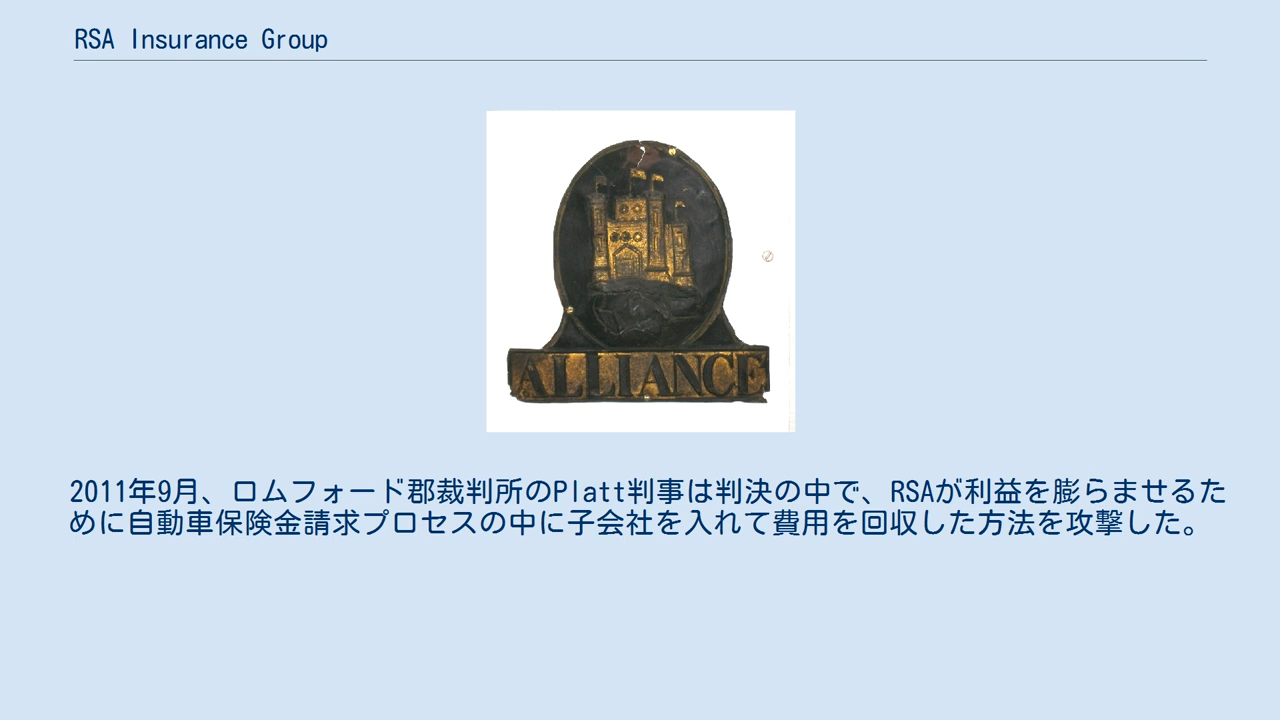 RSA Insurance Group
ALLIANCE
2011年9月、ロムフォード郡裁判所のPlatt判事は判決の中で、RSAが利益を膨らませるた
めに自動車保険金請求プロセスの中に子会社を入れて費用を回収した方法を攻撃した。